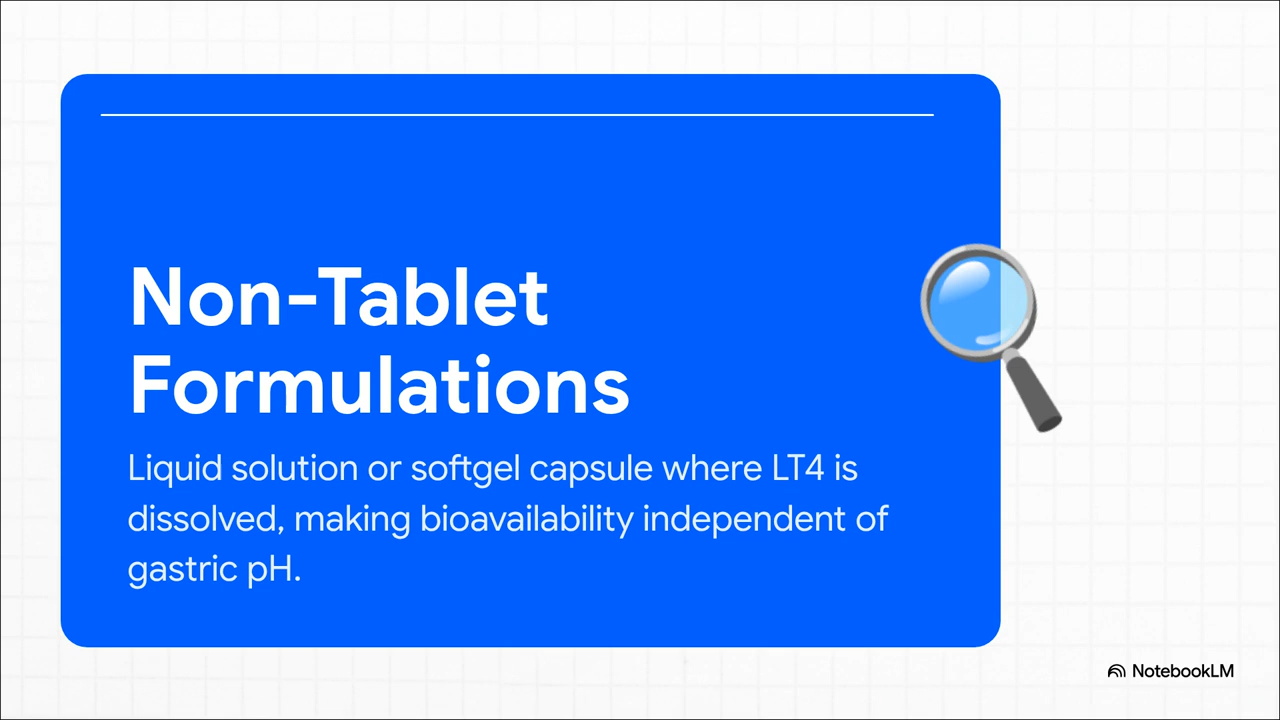 Non-Tablet
Formulations
Liquid solution or softgel capsule where LT4 is
dissolved, making bioavailability independent of
gastric pH.
NotebookLM